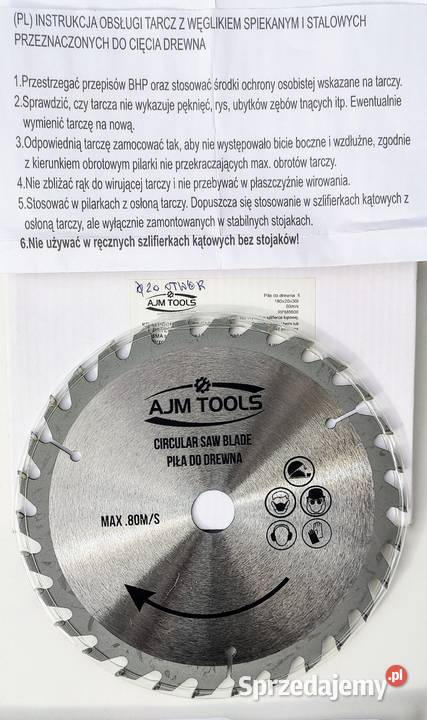 (PL) INSTRUKCJA OBSŁUGI TARCZ Z WĘGLIKIEM SPIEKANYM I STALOWYCH
PRZEZNACZONYCH DO CIĘCIA DREWNA
1.Przestrzegać przepisów BHP oraz stosować środki ochrony osobistej wskazane na tarczy.
2.Sprawdzić, czy tarcza nie wykazuje pęknięć, rys, ubytków zębów tnących itp. Ewentualnie
wymienić tarczę na nową.
3.Odpowiednią tarczę zamocować tak, aby nie występowało bicie boczne i wzdłużne, zgodnie
z kierunkiem obrotowym pilarki nie przekraczających max. obrotów tarczy.
4.Nie zbliżać rąk do wirującej tarczy i nie przebywać w płaszczyźnie wirowania.
5.Stosować w pilarkach z osłoną tarczy. Dopuszcza się stosowanie w szlifierkach kątowych z
osłoną tarczy, ale wyłącznie zamontowanych w stabilnych stojakach.
6.Nie używać w ręcznych szlifierkach kątowych bez stojaków!
φ20 OTWÓR
AJM TOOLS
Piła do drewna
AJM TOOLS
CIRCULAR SAW BLADE
PIŁA DO DREWNA
MAX .80M/S
Sprzedajemy.pl